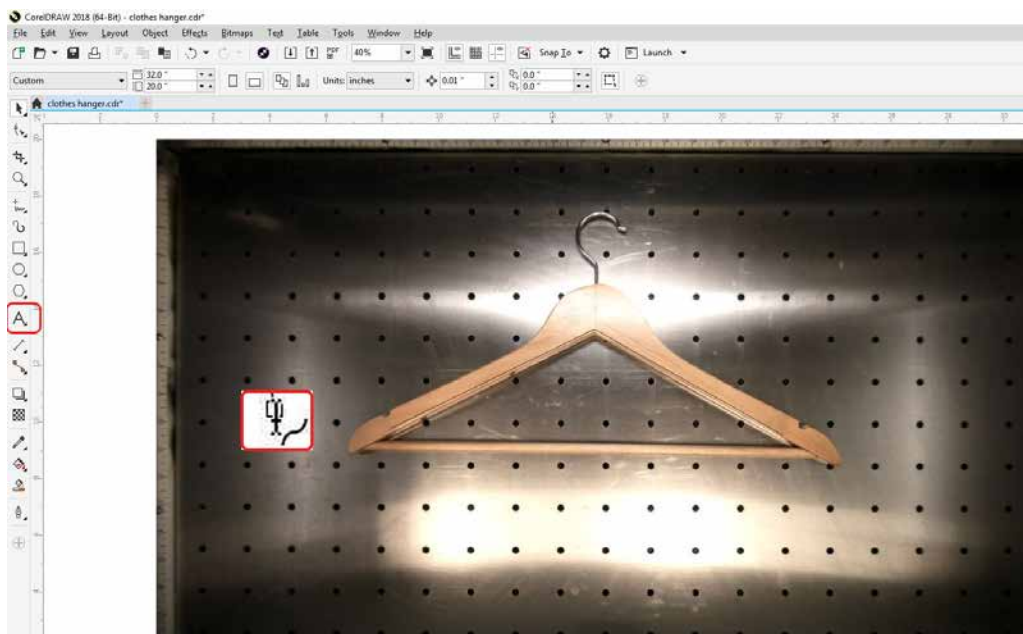 CorelDRAW 2018 (64-Bit) - clothes hanger.cdr*
File Edit View Layout Object Effects Bitmaps Text Table Tools Window Help
PDF 40% Snap To Launch
Custom 32.0 " 20.0 " Units: inches 0.01 " 0.0 " 0.0 "
clothes hanger.cdr*
A